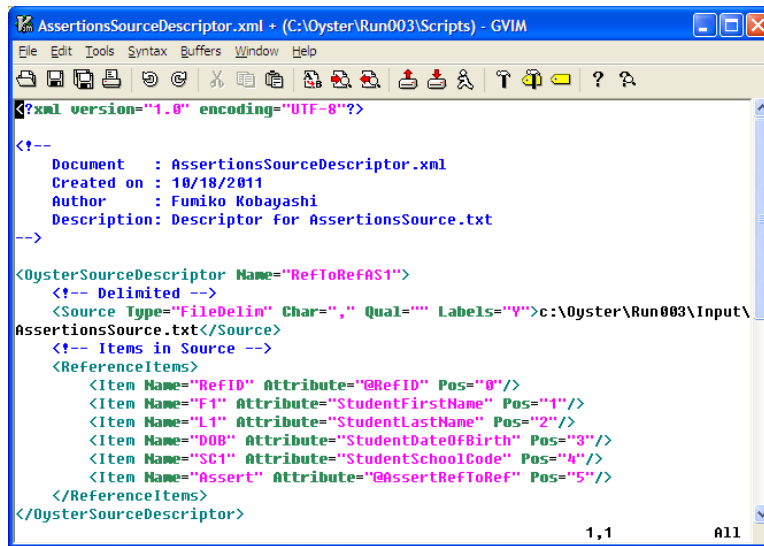 AssertionsSourceDescriptor.xml + (C:\Oyster\Run003\Scripts) - GVIM
File Edit Tools Syntax Buffers Window Help
<?xml version="1.0" encoding="UTF-8"?>
<!--
Document : AssertionsSourceDescriptor.xml
Created on : 10/18/2011
Author : Fumiko Kobayashi
Description: Descriptor for AssertionsSource.txt
-->
<OysterSourceDescriptor Name="RefToRefAS1">
<!-- Delimited -->
<Source Type="FileDelim" Char="," Qual="" Labels="Y">c:\Oyster\Run003\Input\
AssertionsSource.txt</Source>
<!-- Items in Source -->
<ReferenceItems>
<Item Name="RefID" Attribute="@RefID" Pos="0"/>
<Item Name="F1" Attribute="StudentFirstName" Pos="1"/>
<Item Name="L1" Attribute="StudentLastName" Pos="2"/>
<Item Name="DOB" Attribute="StudentDateOfBirth" Pos="3"/>
<Item Name="SC1" Attribute="StudentSchoolCode" Pos="4"/>
<Item Name="Assert" Attribute="@AssertRefToRef" Pos="5"/>
</ReferenceItems>
</OysterSourceDescriptor>
1,1 All